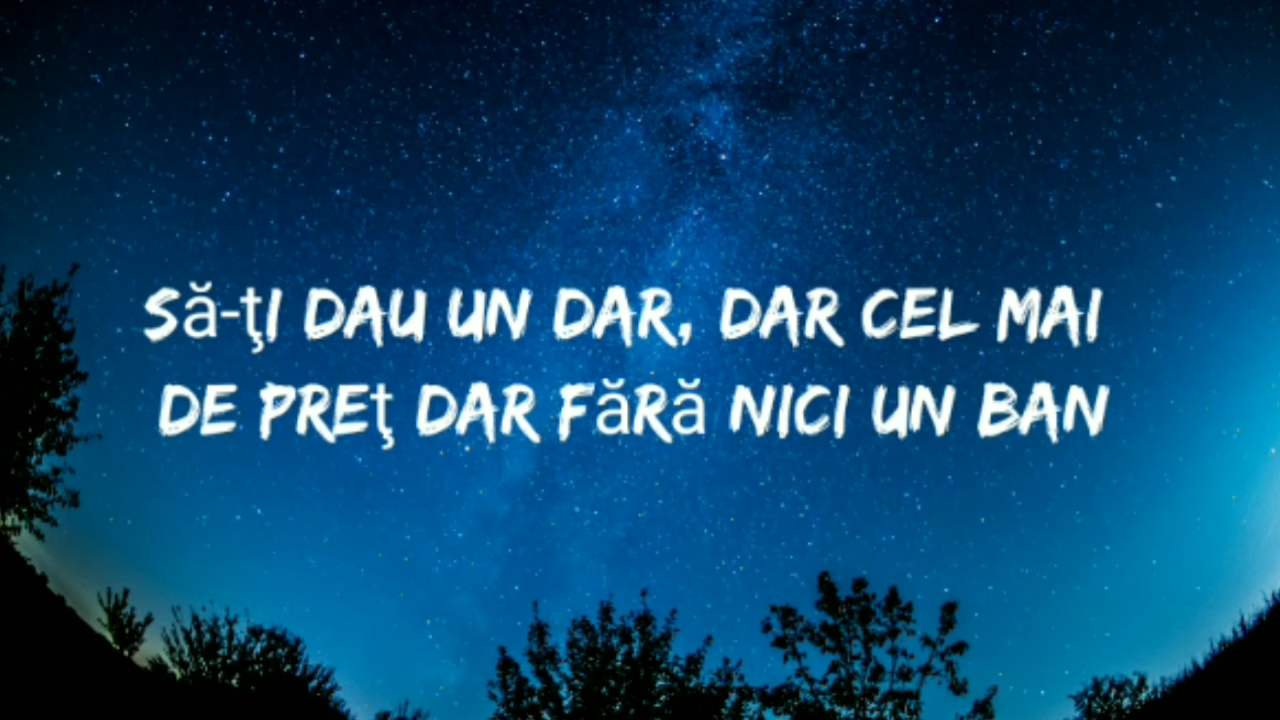 Să-ţI DAU UN DAR, DAR CEL MAI
DE PREţ DAR FăRă NICI UN BAN